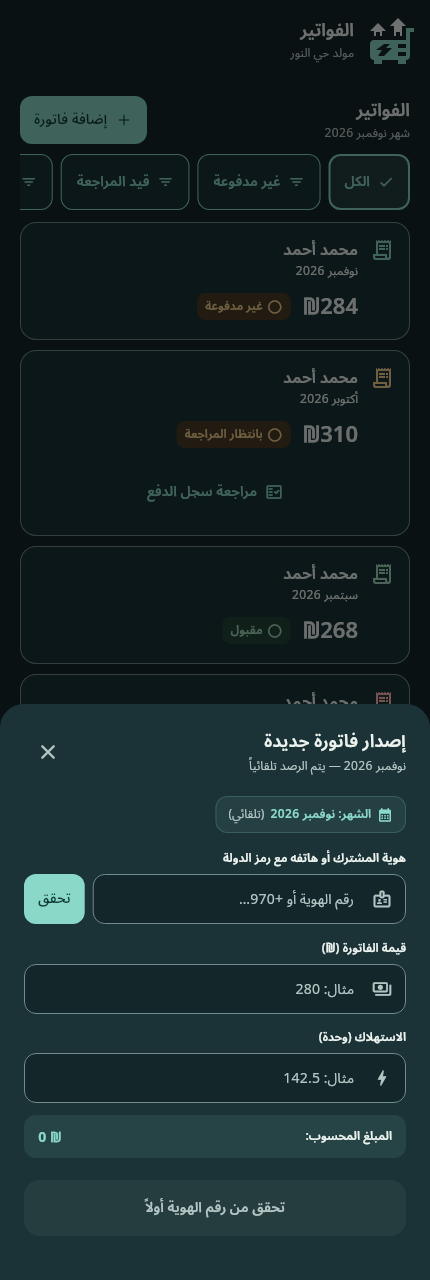 الفواتير
مولد حي النور
الفواتير
شهر نوفمبر 2026
إضافة فاتورة
الكل
غير مدفوعة
قيد المراجعة
محمد أحمد
نوفمبر 2026
₪284
غير مدفوعة
محمد أحمد
أكتوبر 2026
₪310
بانتظار المراجعة
مراجعة سجل الدفع
محمد أحمد
سبتمبر 2026
₪268
مقبول
محمد أحمد
إصدار فاتورة جديدة
نوفمبر 2026 — يتم الرصد تلقائياً
الشهر: نوفمبر 2026 (تلقائي)
هوية المشترك أو هاتفه مع رمز الدولة
رقم الهوية أو +970...
تحقق
قيمة الفاتورة (₪)
مثال: 280
الاستهلاك (وحدة)
مثال: 142.5
المبلغ المحسوب:
0 ₪
تحقق من رقم الهوية أولاً